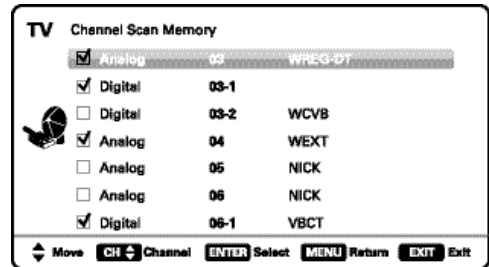 TV Channel Scan Memory
Analog 03 WREG-DT
Digital 03-1
Digital 03-2 WCVB
Analog 04 WEXT
Analog 05 NICK
Analog 06 NICK
Digital 06-1 VBCT
Move CH Channel ENTER Select MENU Return EXIT Exit